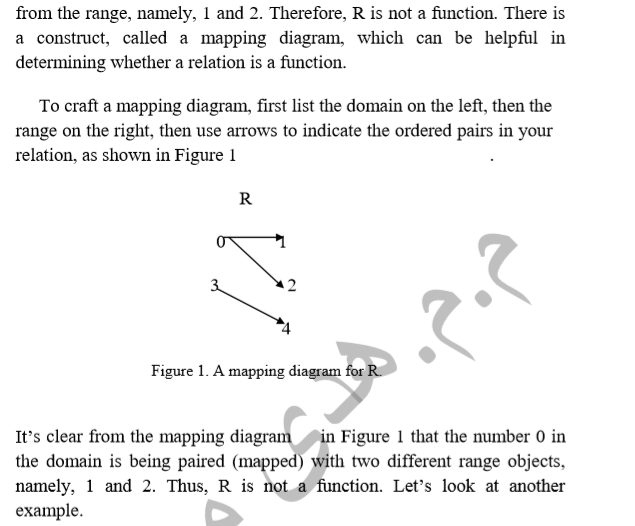 from the range, namely, 1 and 2. Therefore, R is not a function. There is
a construct, called a mapping diagram, which can be helpful in
determining whether a relation is a function.
To craft a mapping diagram, first list the domain on the left, then the
range on the right, then use arrows to indicate the ordered pairs in your
relation, as shown in Figure 1 .
R
0 1
3 2
4
Figure 1. A mapping diagram for R.
It’s clear from the mapping diagram in Figure 1 that the number 0 in
the domain is being paired (mapped) with two different range objects,
namely, 1 and 2. Thus, R is not a function. Let’s look at another
example.
هدى